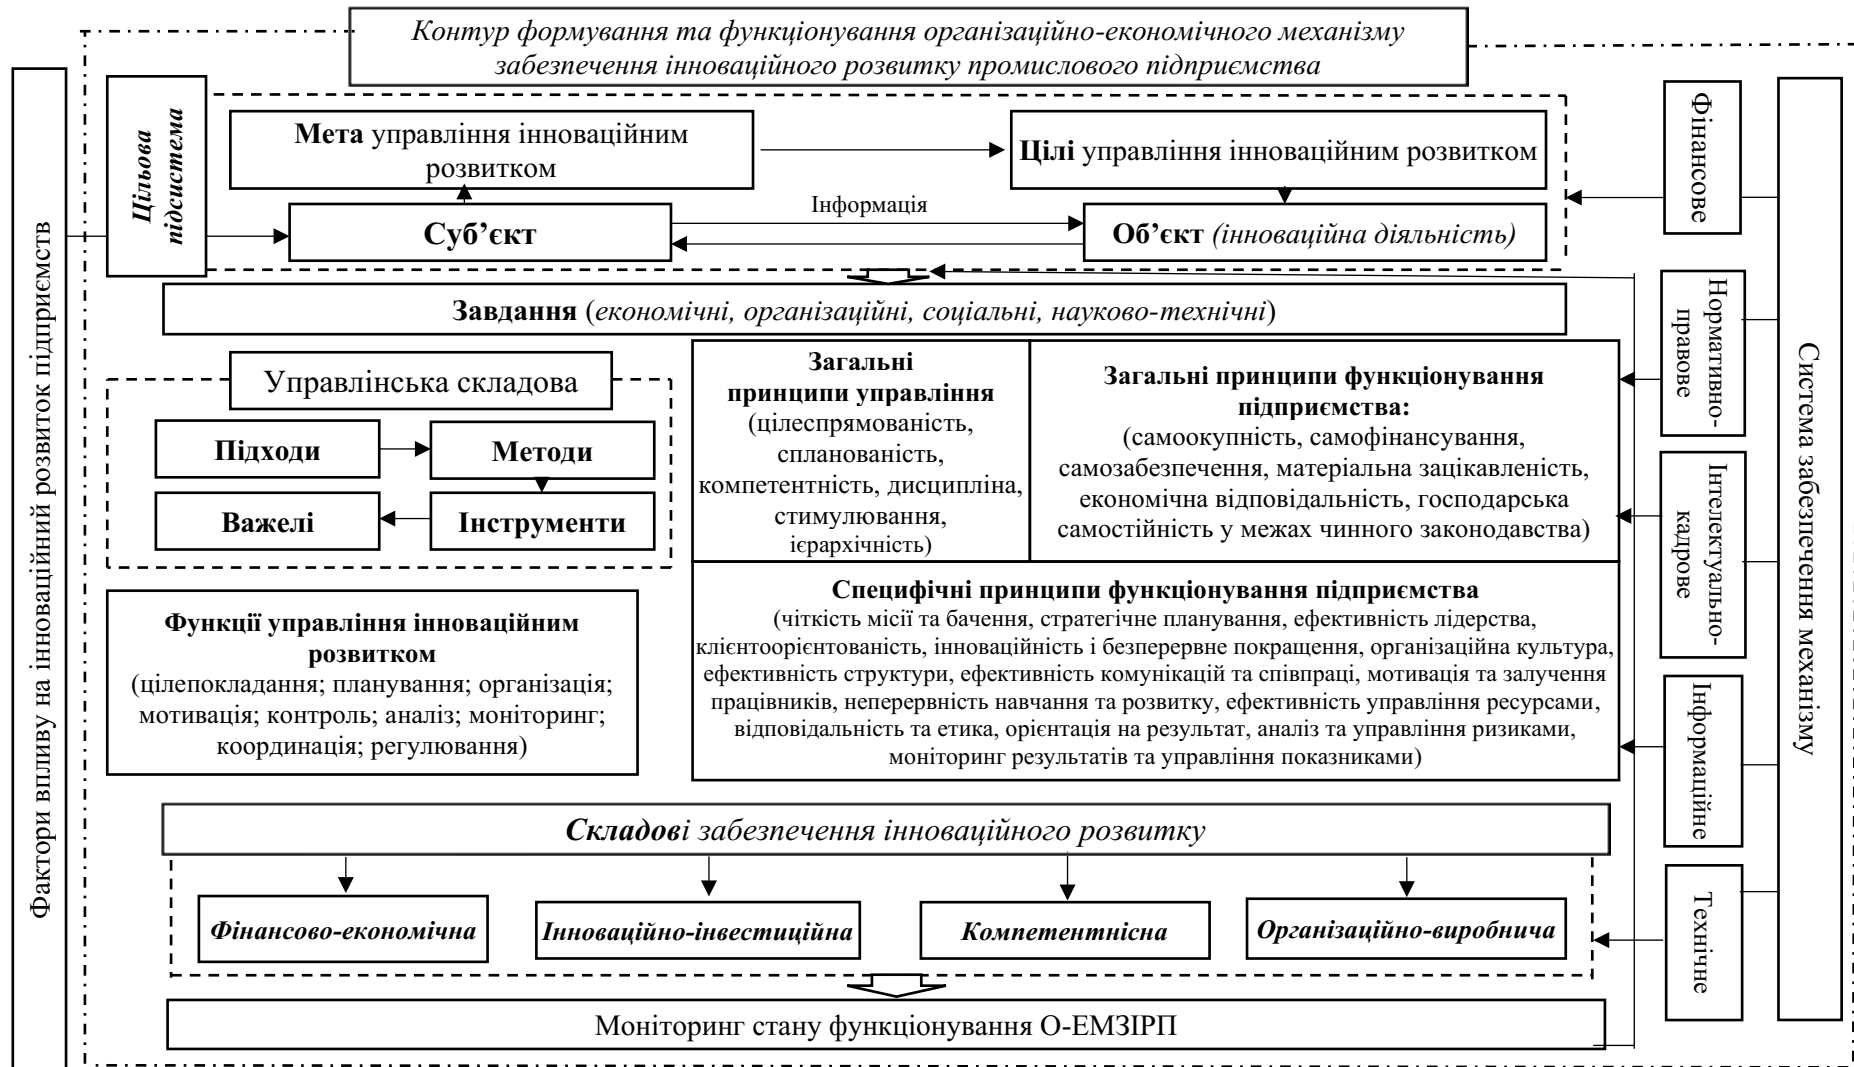 Контур формування та функціонування організаційно-економічного механізму
забезпечення інноваційного розвитку промислового підприємства
Фактори впливу на інноваційний розвиток підприємств
Цільова
підсистема
Мета управління інноваційним
розвитком
Цілі управління інноваційним розвитком
Інформація
Суб’єкт
Об’єкт (інноваційна діяльність)
Завдання (економічні, організаційні, соціальні, науково-технічні)
Управлінська складова
Підходи
Методи
Важелі
Інструменти
Функції управління інноваційним
розвитком
(цілепокладання; планування; організація;
мотивація; контроль; аналіз; моніторинг;
координація; регулювання)
Загальні
принципи управління
(цілеспрямованість,
спланованість,
компетентність, дисципліна,
стимулювання,
ієрархічність)
Загальні принципи функціонування
підприємства:
(самоокупність, самофінансування,
самозабезпечення, матеріальна зацікавленість,
економічна відповідальність, господарська
самостійність у межах чинного законодавства)
Специфічні принципи функціонування підприємства
(чіткість місії та бачення, стратегічне планування, ефективність лідерства,
клієнтоорієнтованість, інноваційність і безперервне покращення, організаційна культура,
ефективність структури, ефективність комунікацій та співпраці, мотивація та залучення
працівників, неперервність навчання та розвитку, ефективність управління ресурсами,
відповідальність та етика, орієнтація на результат, аналіз та управління ризиками,
моніторинг результатів та управління показниками)
Складові забезпечення інноваційного розвитку
Фінансово-економічна
Інноваційно-інвестиційна
Компетентнісна
Організаційно-виробнича
Моніторинг стану функціонування О-ЕМЗІРП
Фінансове
Нормативно-
правове
Інтелектуально-
кадрове
Інформаційне
Технічне
Система забезпечення механізму